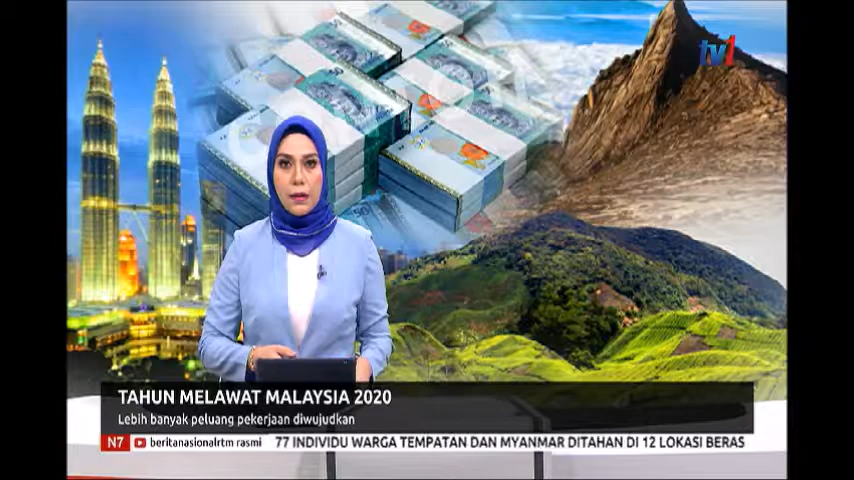 tv1
TAHUN MELAWAT MALAYSIA 2020
Lebih banyak peluang pekerjaan diwujudkan
N7 beritanasionalrtm rasmi 77 INDIVIDU WARGA TEMPATAN DAN MYANMAR DITAHAN DI 12 LOKASI BERAS